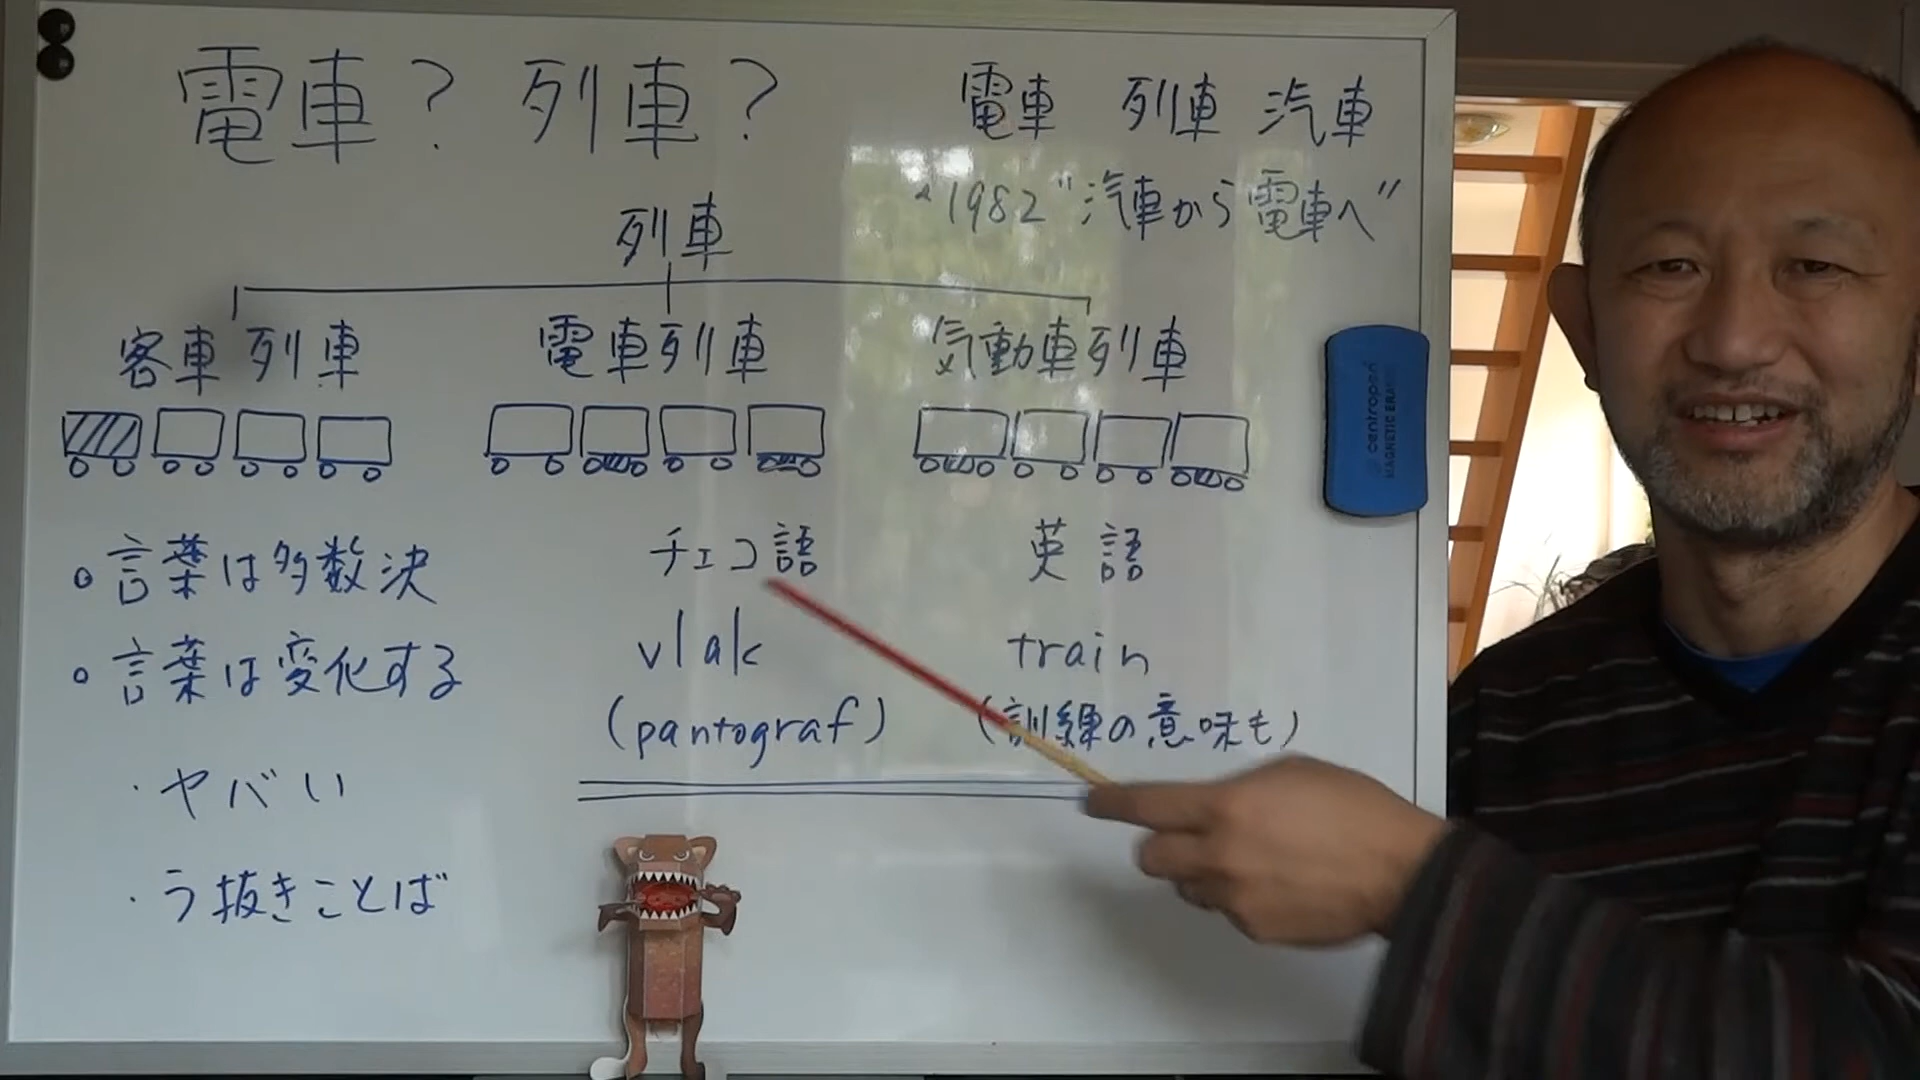 電車？ 列車？
電車 列車 汽車
1982 "汽車から電車へ"
列車
客車列車 電車列車 気動車列車
centropen
MAGNETIC ERASER
○言葉は多数決
○言葉は変化する
・ヤバい
・ラ抜きことば
チェコ語
vlak
(pantograf)
英語
train
(訓練の意味も)